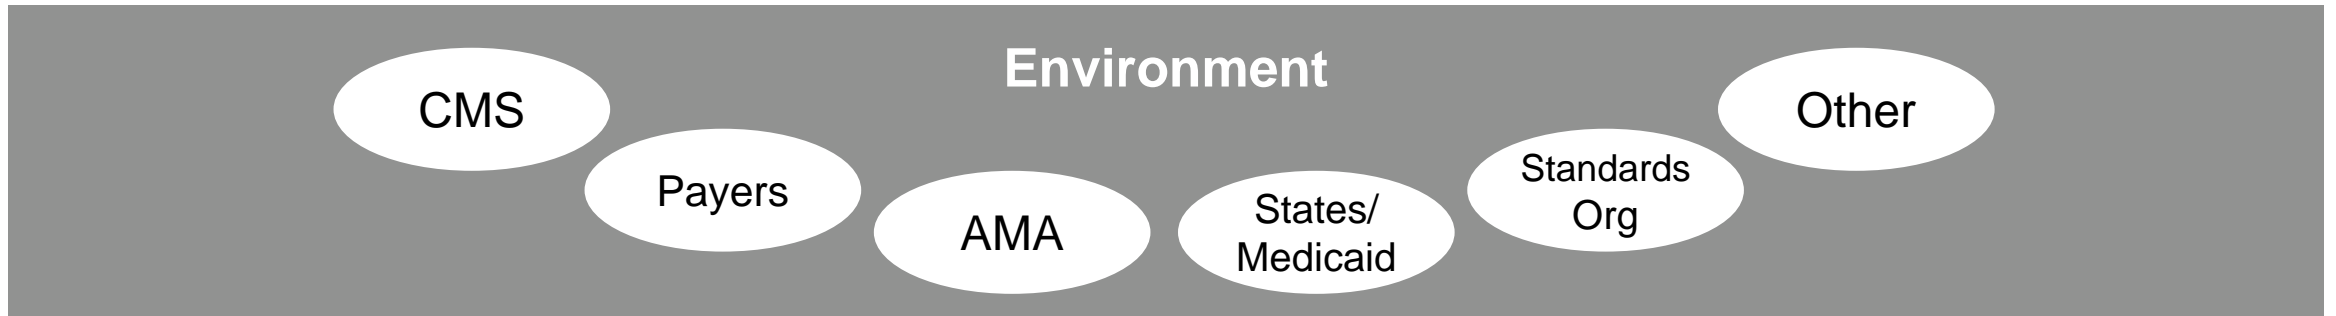 Environment
CMS
Payers
AMA
States/
Medicaid
Standards
Org
Other